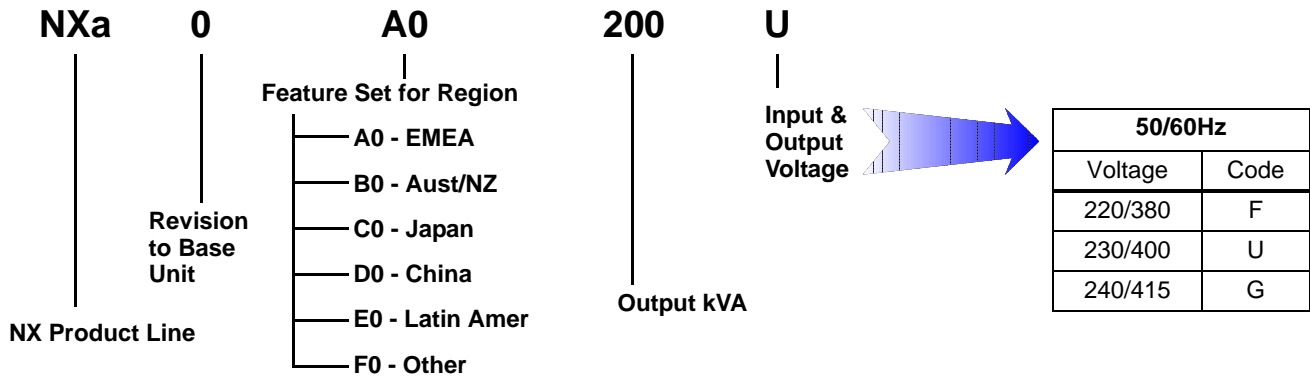 NXa 0 A0 200 U
Feature Set for Region
A0 - EMEA
B0 - Aust/NZ
C0 - Japan
D0 - China
E0 - Latin Amer
F0 - Other
Revision
to Base
Unit
NX Product Line
Output kVA
Input &
Output
Voltage
50/60Hz
Voltage Code
220/380 F
230/400 U
240/415 G